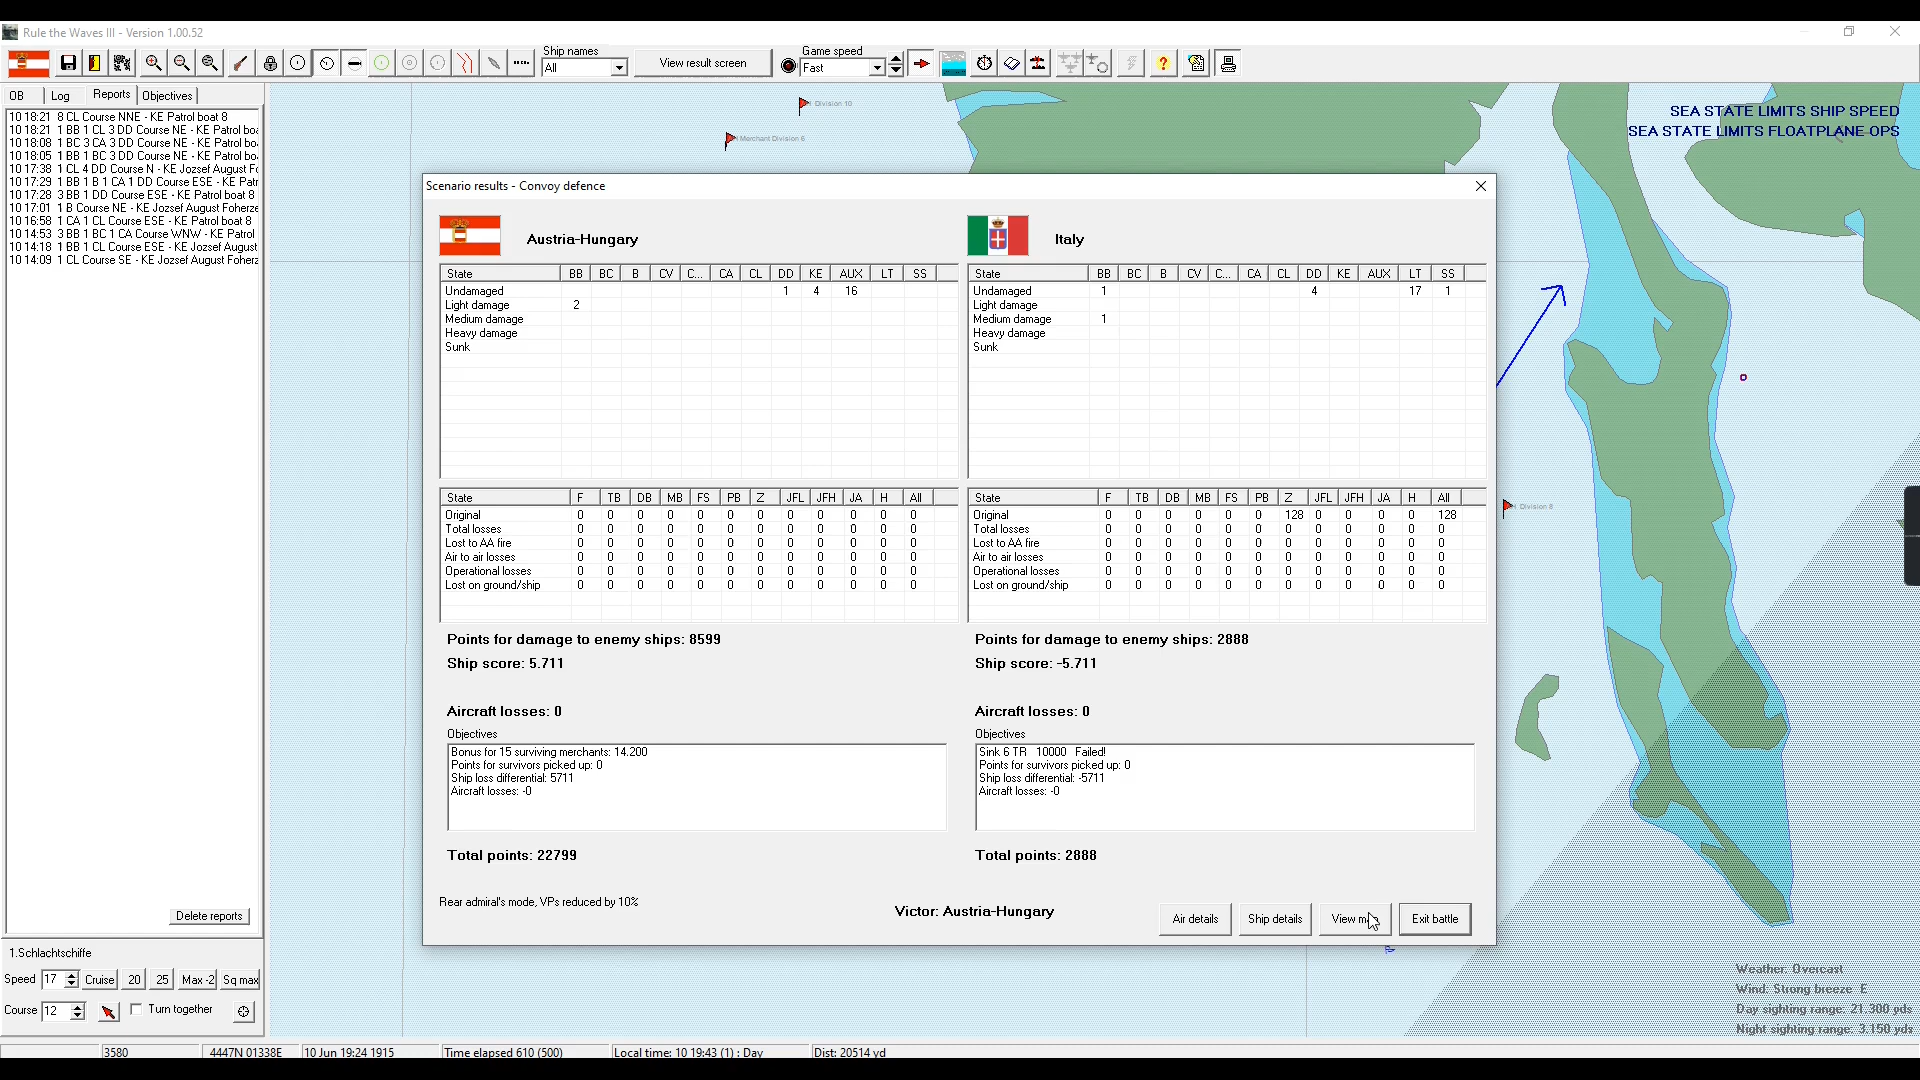 Rule the Waves III - Version 1.00.52
Ship names
All
View result screen
Game speed
Fast
OB Log Reports Objectives
10 18:21 8 CL Course NNE - KE Patrol boat 8
10 18:21 1 BB 1 CL 3 DD Course NE - KE Patrol boa
10 18:08 1 BC 3 CA 3 DD Course NE - KE Patrol bo
10 18:05 1 BB 1 BC 3 DD Course NE - KE Patrol bo
10 17:38 1 CL 4 DD Course N - KE Jozsef August Fo
10 17:29 1 BB 1 B 1 CA 1 DD Course ESE - KE Patr
10 17:28 3 BB 1 DD Course ESE - KE Patrol boat 8
10 17:01 1 B Course NE - KE Jozsef August Foherze
10 16:58 1 CA 1 CL Course ESE - KE Patrol boat 8
10 14:53 3 BB 1 BC 1 CA Course WNW - KE Patrol
10 14:18 1 BB 1 CL Course ESE - KE Jozsef August
10 14:09 1 CL Course SE - KE Jozsef August Foherz
Delete reports
1.Schlachtschiffe
Speed 17 Cruise 20 25 Max -2 Sq max
Course 12 Turn together
Division 10
Merchant Division 6
SEA STATE LIMITS SHIP SPEED
SEA STATE LIMITS FLOATPLANE OPS
Division 8
Scenario results - Convoy defence
Austria-Hungary
State BB BC B CV C... CA CL DD KE AUX LT SS
Undamaged 1 4 16
Light damage 2
Medium damage
Heavy damage
Sunk
State F TB DB MB FS PB Z JFL JFH JA H All
Original 0 0 0 0 0 0 0 0 0 0 0 0
Total losses 0 0 0 0 0 0 0 0 0 0 0 0
Lost to AA fire 0 0 0 0 0 0 0 0 0 0 0 0
Air to air losses 0 0 0 0 0 0 0 0 0 0 0 0
Operational losses 0 0 0 0 0 0 0 0 0 0 0 0
Lost on ground/ship 0 0 0 0 0 0 0 0 0 0 0 0
Points for damage to enemy ships: 8599
Ship score: 5.711
Aircraft losses: 0
Objectives
Bonus for 15 surviving merchants: 14.200
Points for survivors picked up: 0
Ship loss differential: 5711
Aircraft losses: -0
Total points: 22799
Rear admiral's mode, VPs reduced by 10%
Italy
State BB BC B CV C... CA CL DD KE AUX LT SS
Undamaged 1 4 17 1
Light damage
Medium damage 1
Heavy damage
Sunk
State F TB DB MB FS PB Z JFL JFH JA H All
Original 0 0 0 0 0 0 128 0 0 0 0 128
Total losses 0 0 0 0 0 0 0 0 0 0 0 0
Lost to AA fire 0 0 0 0 0 0 0 0 0 0 0 0
Air to air losses 0 0 0 0 0 0 0 0 0 0 0 0
Operational losses 0 0 0 0 0 0 0 0 0 0 0 0
Lost on ground/ship 0 0 0 0 0 0 0 0 0 0 0 0
Points for damage to enemy ships: 2888
Ship score: -5.711
Aircraft losses: 0
Objectives
Sink 6 TR 10000 Failed!
Points for survivors picked up: 0
Ship loss differential: -5711
Aircraft losses: -0
Total points: 2888
Victor: Austria-Hungary
Air details Ship details View Exit battle
Weather: Overcast
Wind: Strong breeze E
Day sighting range: 21.300 yds
Night sighting range: 3.150 yds
3580 4447N 01338E 10 Jun 19:24 1915 Time elapsed 610 (500) Local time: 10 19:43 (1) : Day Dist: 20514 yd